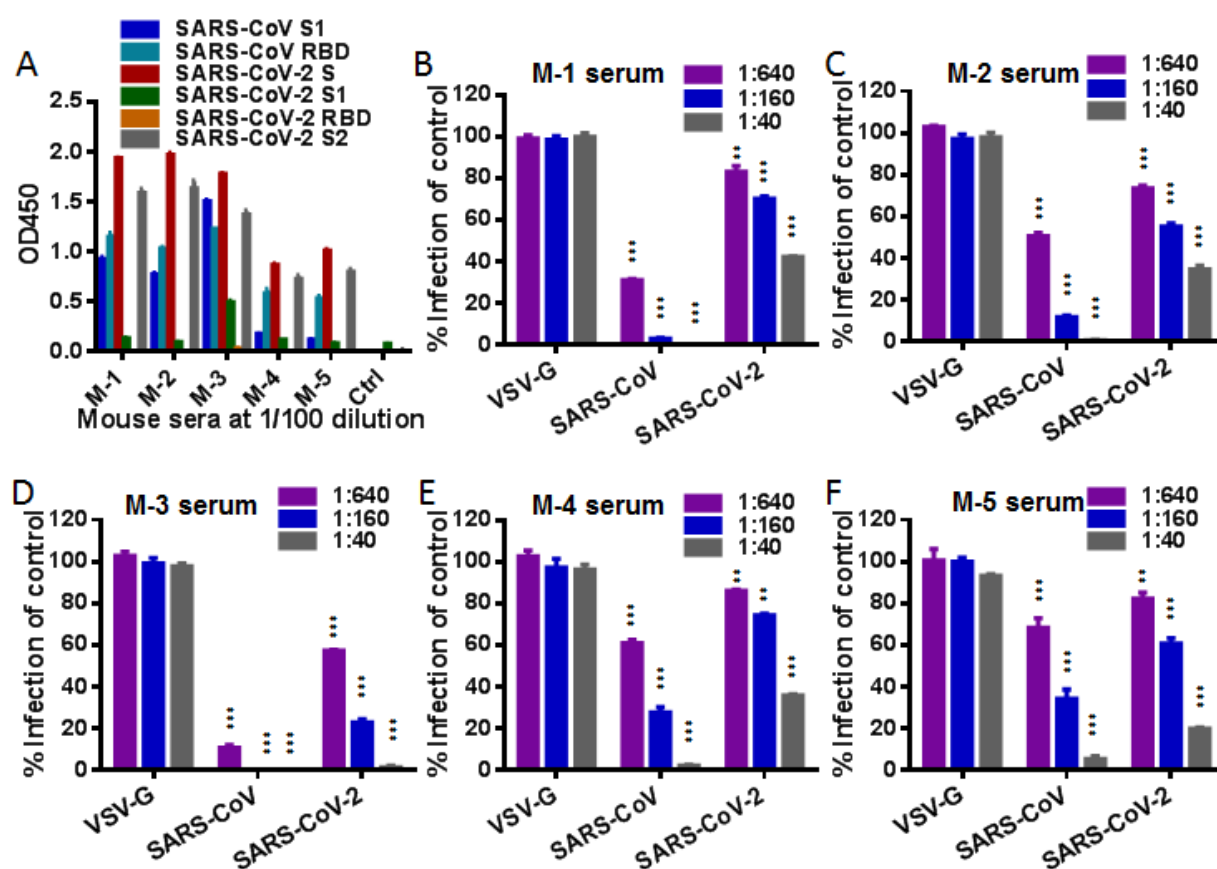 A
SARS-CoV S1
SARS-CoV RBD
SARS-CoV-2 S
SARS-CoV-2 S1
SARS-CoV-2 RBD
SARS-CoV-2 S2
OD450
2.5
2.0
1.5
1.0
0.5
0.0
M-1
M-2
M-3
M-4
M-5
Ctrl
Mouse sera at 1/100 dilution
B
M-1 serum
1:640
1:160
1:40
% Infection of control
120
100
80
60
40
20
0
***
***
***
**
***
***
VSV-G
SARS-CoV
SARS-CoV-2
C
M-2 serum
1:640
1:160
1:40
% Infection of control
120
100
80
60
40
20
0
***
***
***
***
***
***
VSV-G
SARS-CoV
SARS-CoV-2
D
M-3 serum
1:640
1:160
1:40
% Infection of control
120
100
80
60
40
20
0
***
***
***
***
***
***
VSV-G
SARS-CoV
SARS-CoV-2
E
M-4 serum
1:640
1:160
1:40
% Infection of control
120
100
80
60
40
20
0
***
***
***
**
**
***
VSV-G
SARS-CoV
SARS-CoV-2
F
M-5 serum
1:640
1:160
1:40
% Infection of control
120
100
80
60
40
20
0
***
***
***
**
***
***
VSV-G
SARS-CoV
SARS-CoV-2